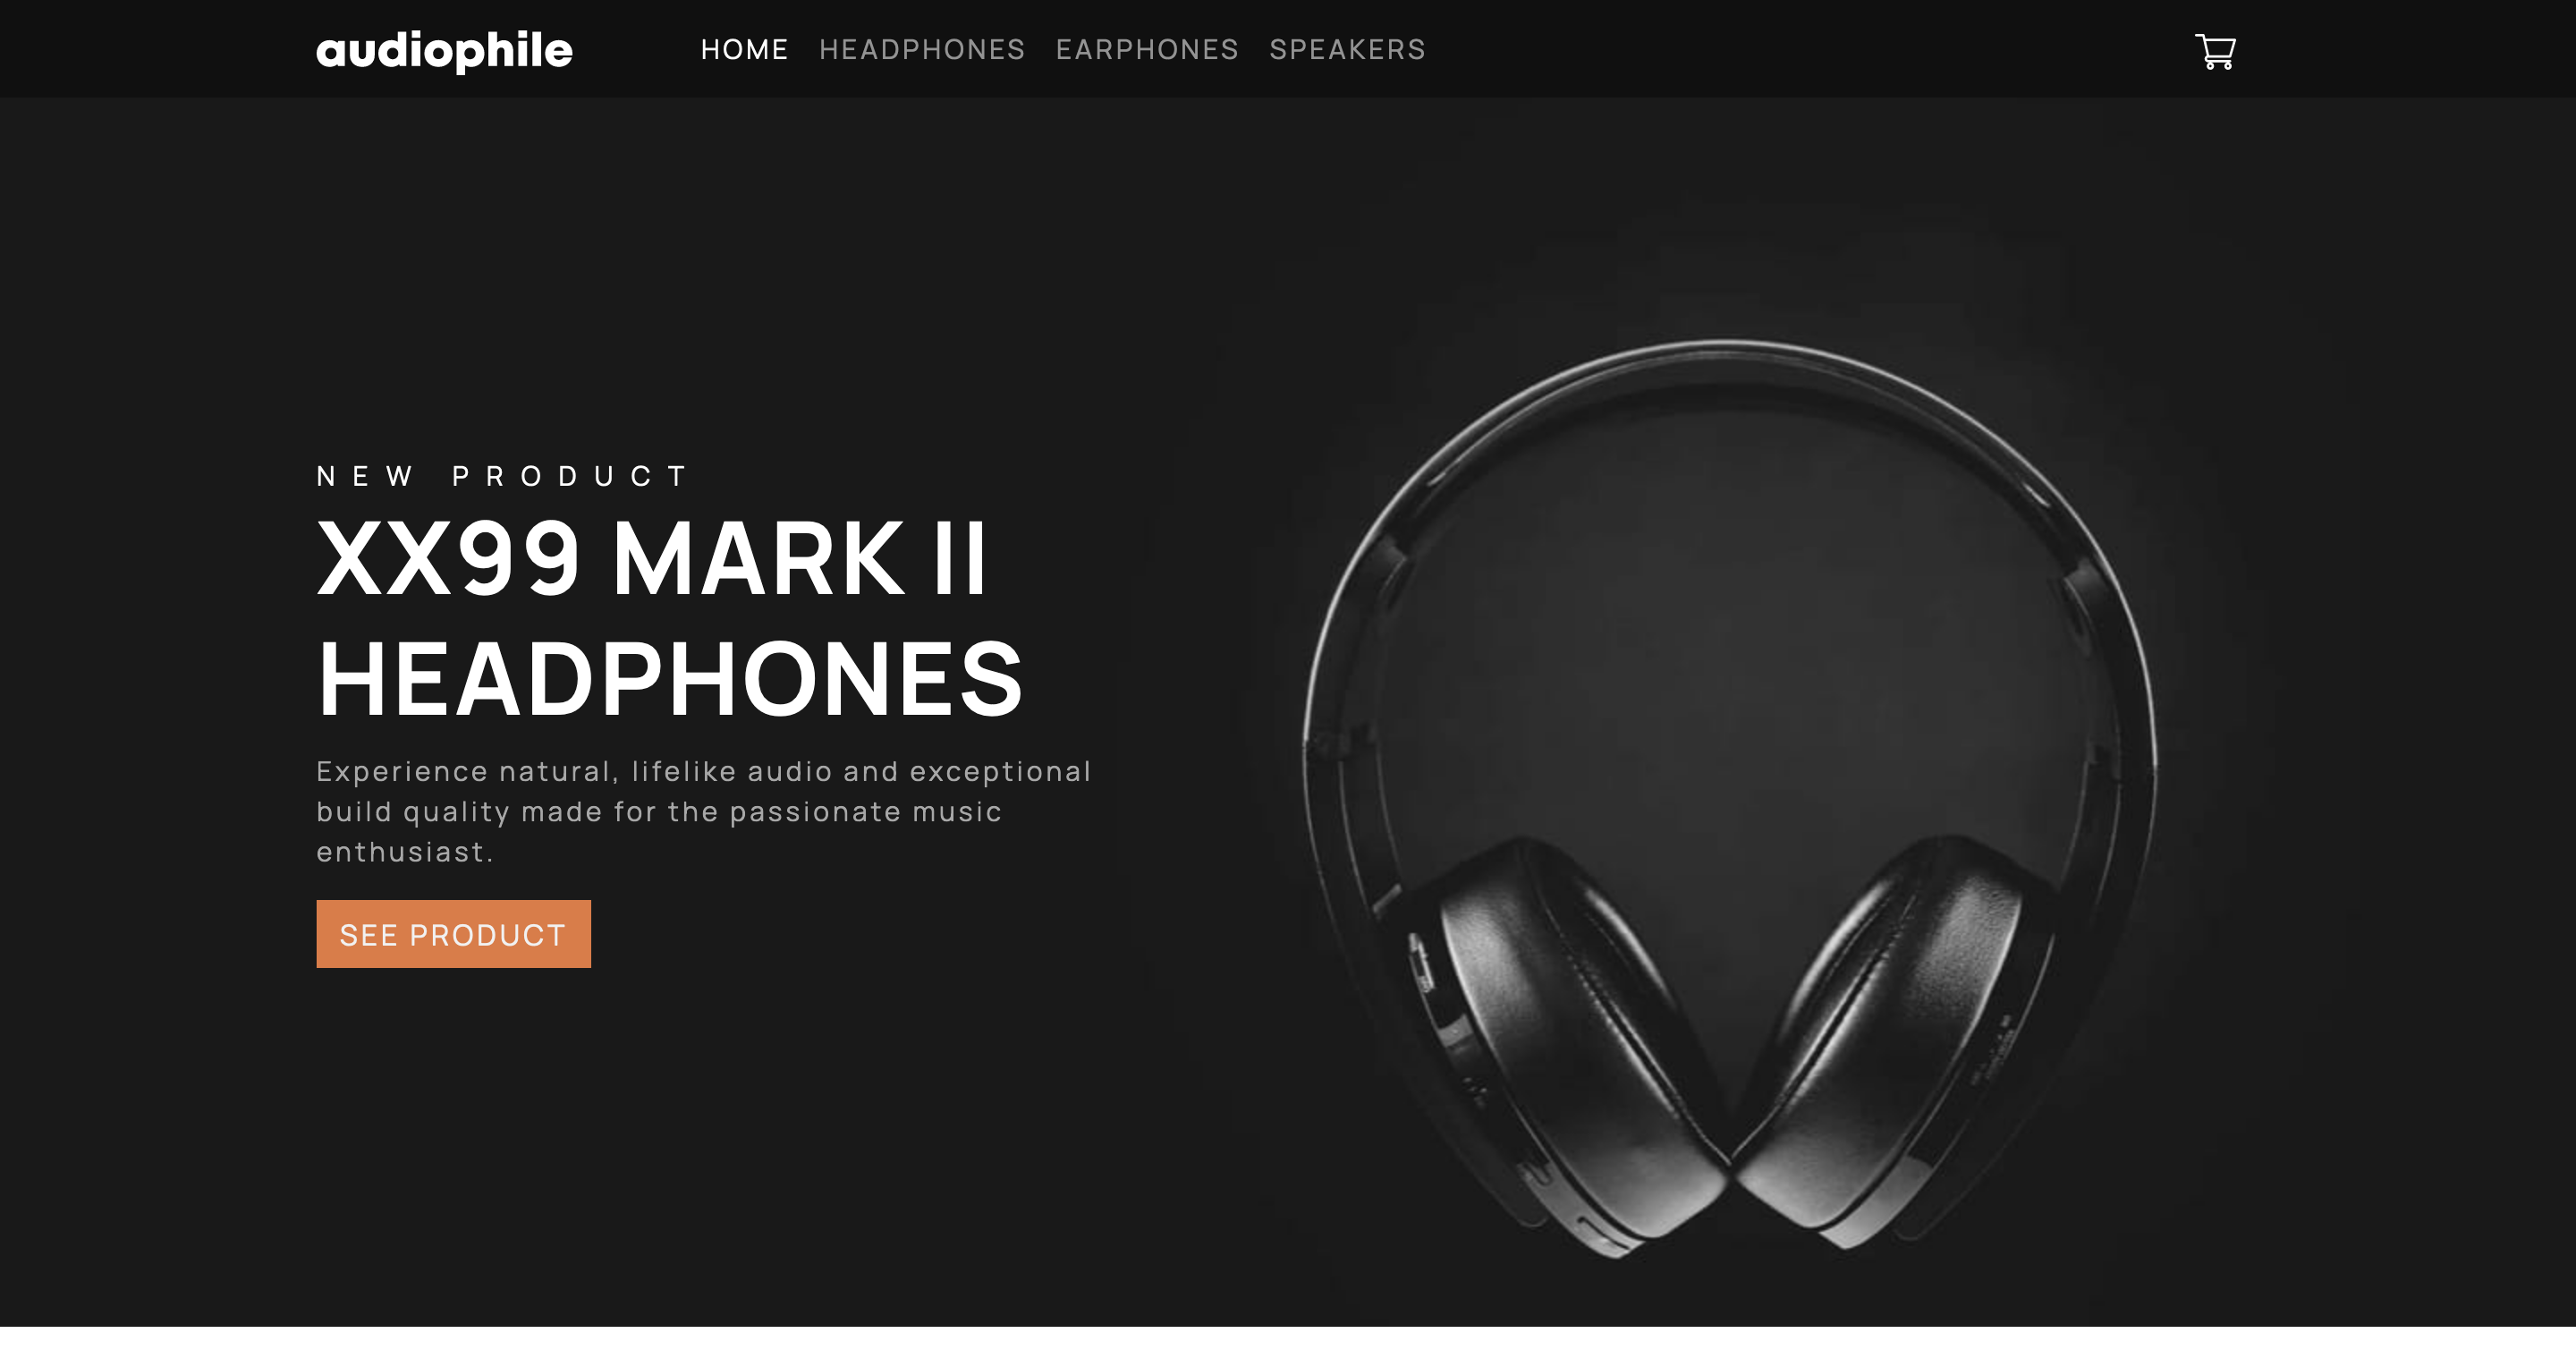 audiophile
HOME HEADPHONES EARPHONES SPEAKERS
NEW PRODUCT
XX99 MARK II
HEADPHONES
Experience natural, lifelike audio and exceptional
build quality made for the passionate music
enthusiast.
SEE PRODUCT